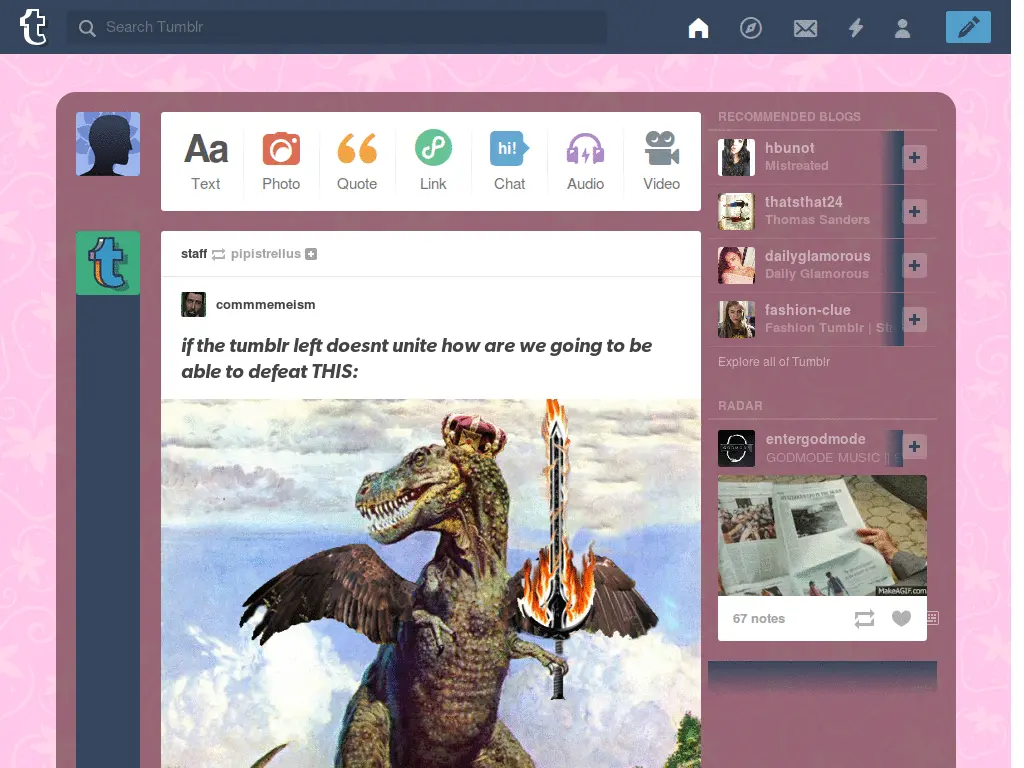 Search Tumblr
Aa
hi!
Text
Photo
Quote
Link
Chat
Audio
Video
staff pipistrellus
commmemeism
if the tumblr left doesnt unite how are we going to be
able to defeat THIS:
RECOMMENDED BLOGS
hbunot
Mistreated
thatsthat24
Thomas Sanders
dailyglamorous
Daily Glamorous
fashion-clue
Fashion Tumblr |
Explore all of Tumblr
RADAR
entergodmode
GODMODE MUSIC |
MakeAGIF.com
67 notes